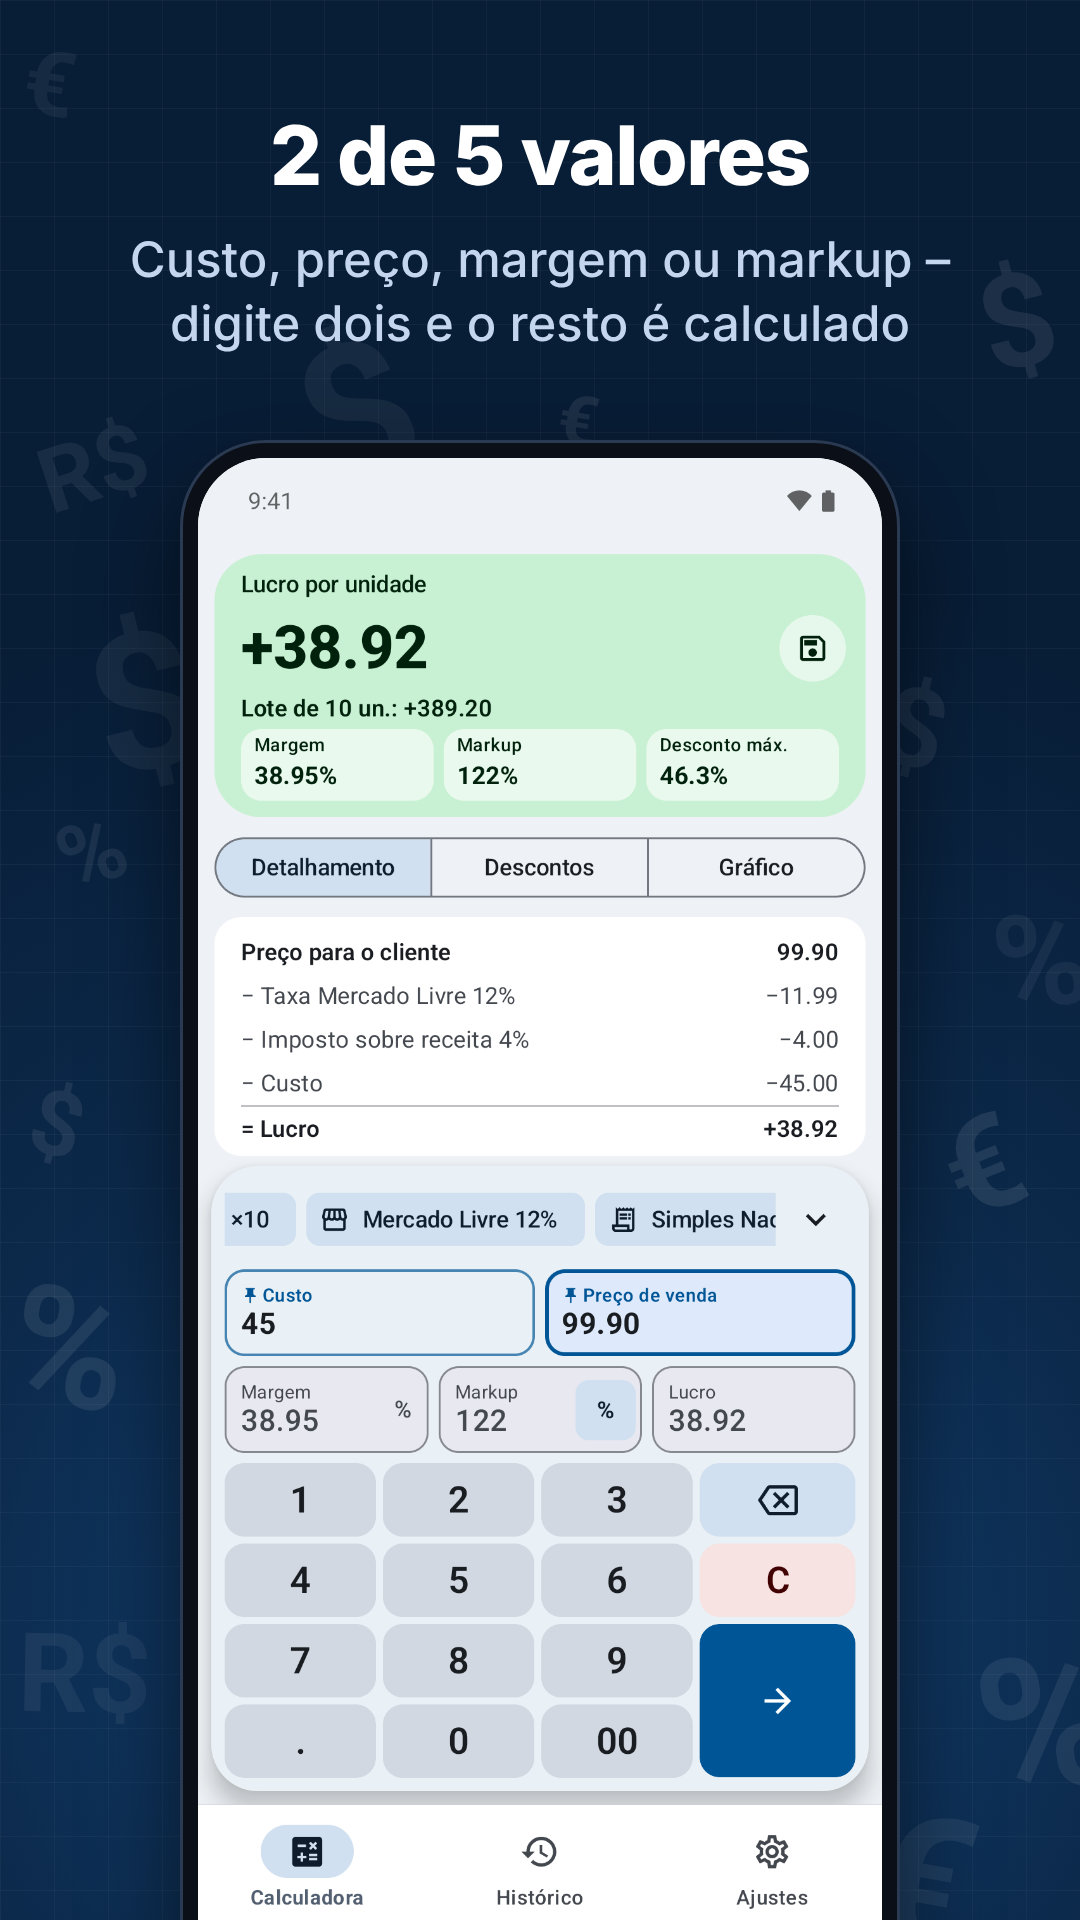 2 de 5 valores
Custo, preço, margem ou markup –
digite dois e o resto é calculado
9:41
Lucro por unidade
+38.92
Lote de 10 un.: +389.20
Margem
38.95%
Markup
122%
Desconto máx.
46.3%
Detalhamento
Descontos
Gráfico
Preço para o cliente 99.90
− Taxa Mercado Livre 12% −11.99
− Imposto sobre receita 4% −4.00
− Custo −45.00
= Lucro +38.92
×10
Mercado Livre 12%
Simples Nac
Custo
45
Preço de venda
99.90
Margem
38.95 %
Markup
122 %
Lucro
38.92
1 2 3
4 5 6 C
7 8 9
. 0 00
Calculadora
Histórico
Ajustes
€
$
$
€
R$
$
$
%
%
$
€
%
R$
%
€